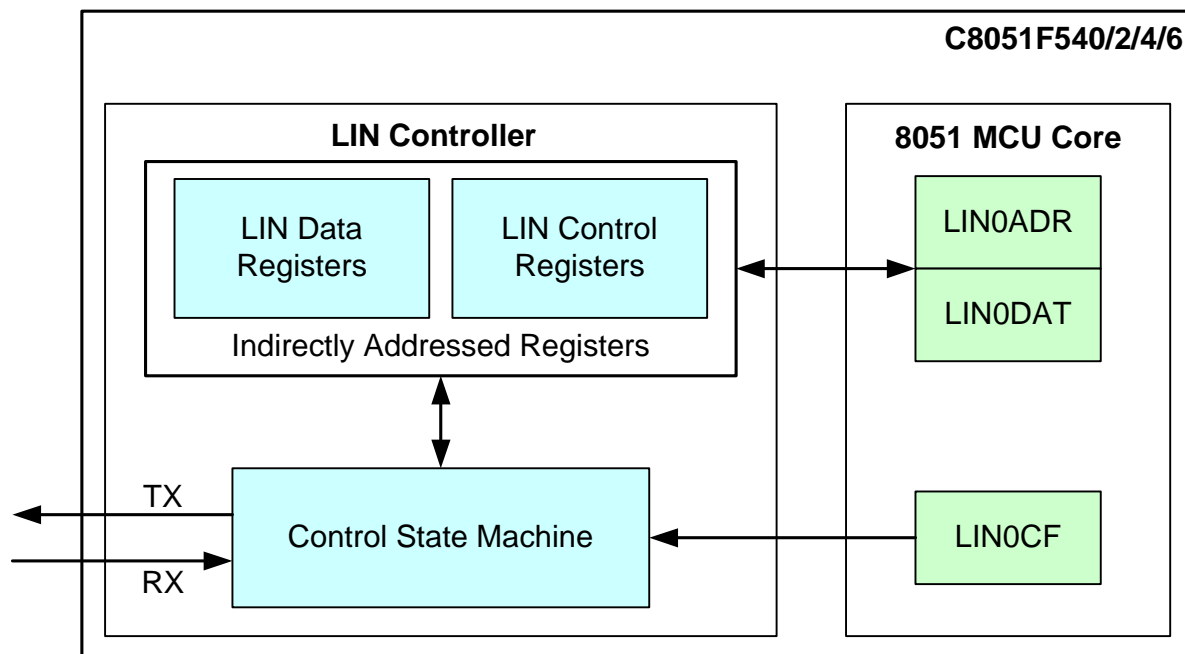 C8051F540/2/4/6
LIN Controller
8051 MCU Core
LIN Data
Registers
LIN Control
Registers
LIN0ADR
LIN0DAT
Indirectly Addressed Registers
TX
RX
Control State Machine
LIN0CF